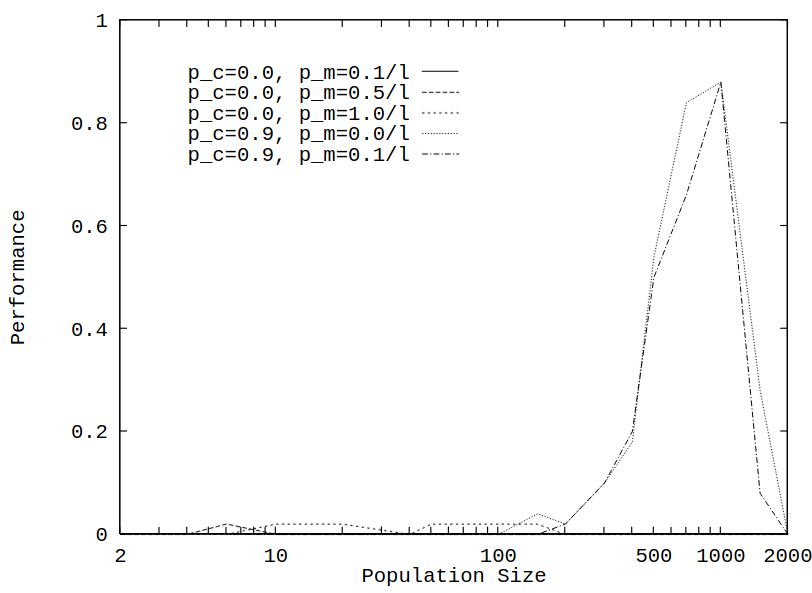 1
p_c=0.0, p_m=0.1/l
p_c=0.0, p_m=0.5/l
p_c=0.0, p_m=1.0/l
p_c=0.9, p_m=0.0/l
p_c=0.9, p_m=0.1/l
0.8
0.6
Performance
0.4
0.2
0
2 10 100 500 1000 2000
Population Size